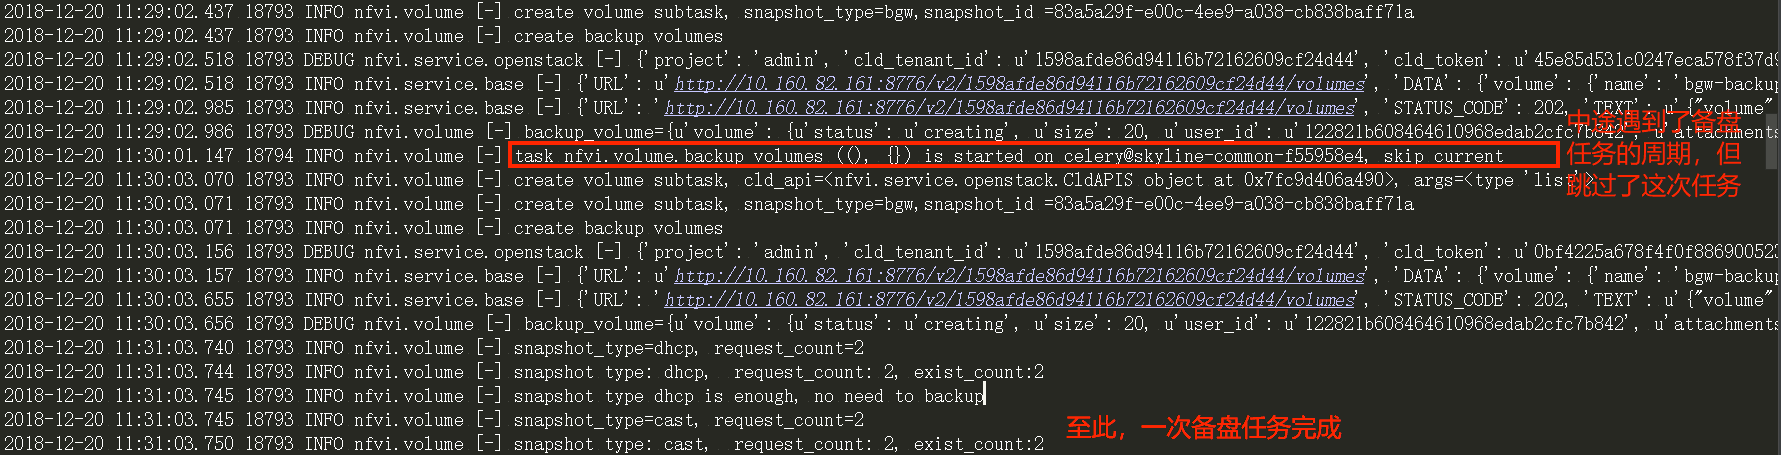 2018-12-20 11:29:02.437 18793 INFO nfvi.volume [-] create volume subtask, snapshot_type=bgw,snapshot_id =83a5a29f-e00c-4ee9-a038-cb838baff71a
2018-12-20 11:29:02.437 18793 INFO nfvi.volume [-] create backup volumes
2018-12-20 11:29:02.518 18793 DEBUG nfvi.service.openstack [-] {'project': 'admin', 'cld_tenant_id': u'1598afde86d94116b72162609cf24d44', 'cld_token': u'45e85d531c0247eca578f37d9
2018-12-20 11:29:02.518 18793 INFO nfvi.service.base [-] {'URL': u'http://10.160.82.161:8776/v2/1598afde86d94116b72162609cf24d44/volumes', 'DATA': {'volume': {'name': 'bgw-backup
2018-12-20 11:29:02.985 18793 INFO nfvi.service.base [-] {'URL': 'http://10.160.82.161:8776/v2/1598afde86d94116b72162609cf24d44/volumes', 'STATUS_CODE': 202, 'TEXT': u'{"volume"
2018-12-20 11:29:02.986 18793 DEBUG nfvi.volume [-] backup_volume={u'volume': {u'status': u'creating', u'size': 20, u'user_id': u'122821b608464610968edab2cfc7b842', u'attachments
2018-12-20 11:30:01.147 18794 INFO nfvi.volume [-] task nfvi.volume.backup volumes ((), {}) is started on celery@skyline-common-f55958e4, skip current
中途遇到了备盘
任务的周期，但
跳过了这次任务
2018-12-20 11:30:03.070 18793 INFO nfvi.volume [-] create volume subtask, cld_api=<nfvi.service.openstack.CldAPIS object at 0x7fc9d406a490>, args=<type 'list'>
2018-12-20 11:30:03.071 18793 INFO nfvi.volume [-] create volume subtask, snapshot_type=bgw,snapshot_id =83a5a29f-e00c-4ee9-a038-cb838baff71a
2018-12-20 11:30:03.071 18793 INFO nfvi.volume [-] create backup volumes
2018-12-20 11:30:03.156 18793 DEBUG nfvi.service.openstack [-] {'project': 'admin', 'cld_tenant_id': u'1598afde86d94116b72162609cf24d44', 'cld_token': u'0bf4225a678f4f0f886900523
2018-12-20 11:30:03.157 18793 INFO nfvi.service.base [-] {'URL': u'http://10.160.82.161:8776/v2/1598afde86d94116b72162609cf24d44/volumes', 'DATA': {'volume': {'name': 'bgw-backup
2018-12-20 11:30:03.655 18793 INFO nfvi.service.base [-] {'URL': 'http://10.160.82.161:8776/v2/1598afde86d94116b72162609cf24d44/volumes', 'STATUS_CODE': 202, 'TEXT': u'{"volume"
2018-12-20 11:30:03.656 18793 DEBUG nfvi.volume [-] backup_volume={u'volume': {u'status': u'creating', u'size': 20, u'user_id': u'122821b608464610968edab2cfc7b842', u'attachments
2018-12-20 11:31:03.740 18793 INFO nfvi.volume [-] snapshot_type=dhcp, request_count=2
2018-12-20 11:31:03.744 18793 INFO nfvi.volume [-] snapshot type: dhcp,  request_count: 2, exist_count:2
2018-12-20 11:31:03.745 18793 INFO nfvi.volume [-] snapshot type dhcp is enough, no need to backup
2018-12-20 11:31:03.745 18793 INFO nfvi.volume [-] snapshot_type=cast, request_count=2
2018-12-20 11:31:03.750 18793 INFO nfvi.volume [-] snapshot type: cast, request_count: 2, exist_count:2
至此，一次备盘任务完成